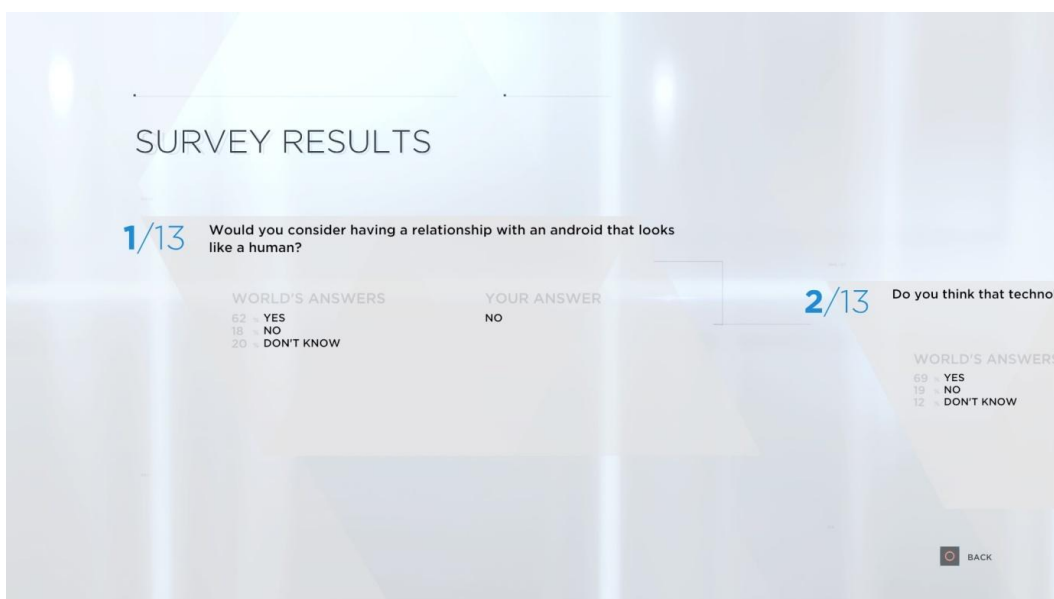 SURVEY RESULTS
1/13
Would you consider having a relationship with an android that looks
like a human?
WORLD'S ANSWERS
62 % YES
18 % NO
20 % DON'T KNOW
YOUR ANSWER
NO
2/13
Do you think that techno
WORLD'S ANSWERS
69 % YES
19 % NO
12 % DON'T KNOW
BACK